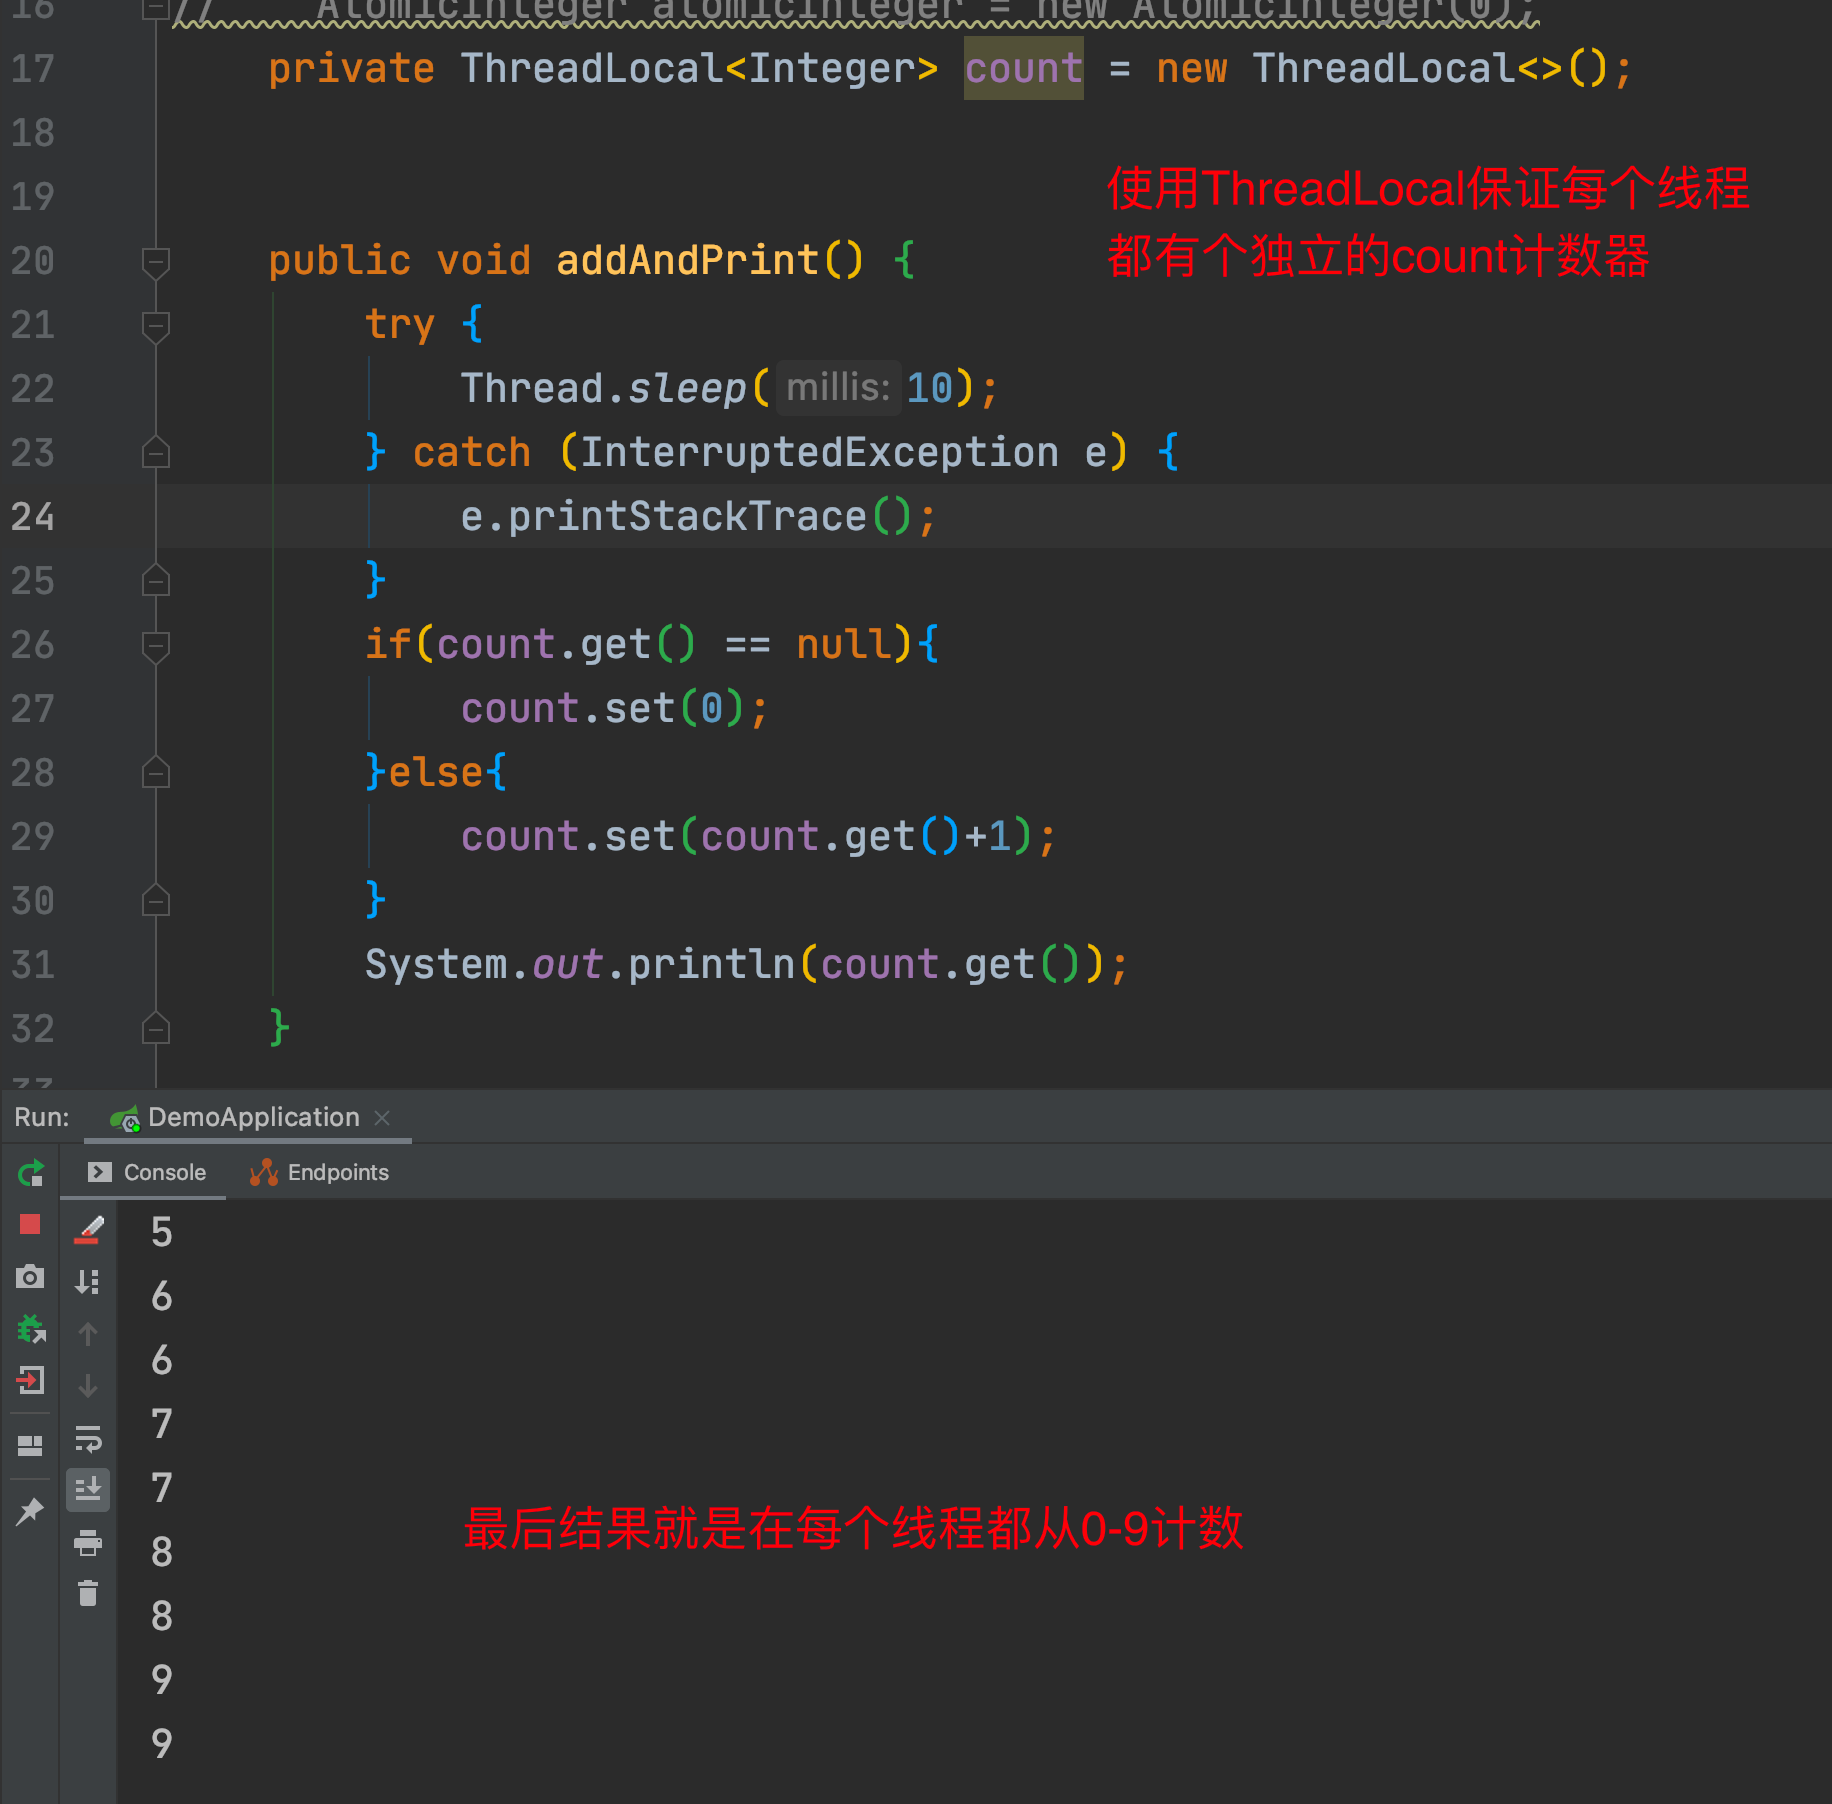 16 // AtomicInteger atomicInteger = new AtomicInteger(0);
17 private ThreadLocal<Integer> count = new ThreadLocal<>();
18
19
使用ThreadLocal保证每个线程
都有个独立的count计数器
20 public void addAndPrint() {
21 try {
22 Thread.sleep( millis: 10);
23 } catch (InterruptedException e) {
24 e.printStackTrace();
25 }
26 if(count.get() == null){
27 count.set(0);
28 }else{
29 count.set(count.get()+1);
30 }
31 System.out.println(count.get());
32 }
33
Run: DemoApplication
Console Endpoints
5
6
6
7
7
最后结果就是在每个线程都从0-9计数
8
8
9
9